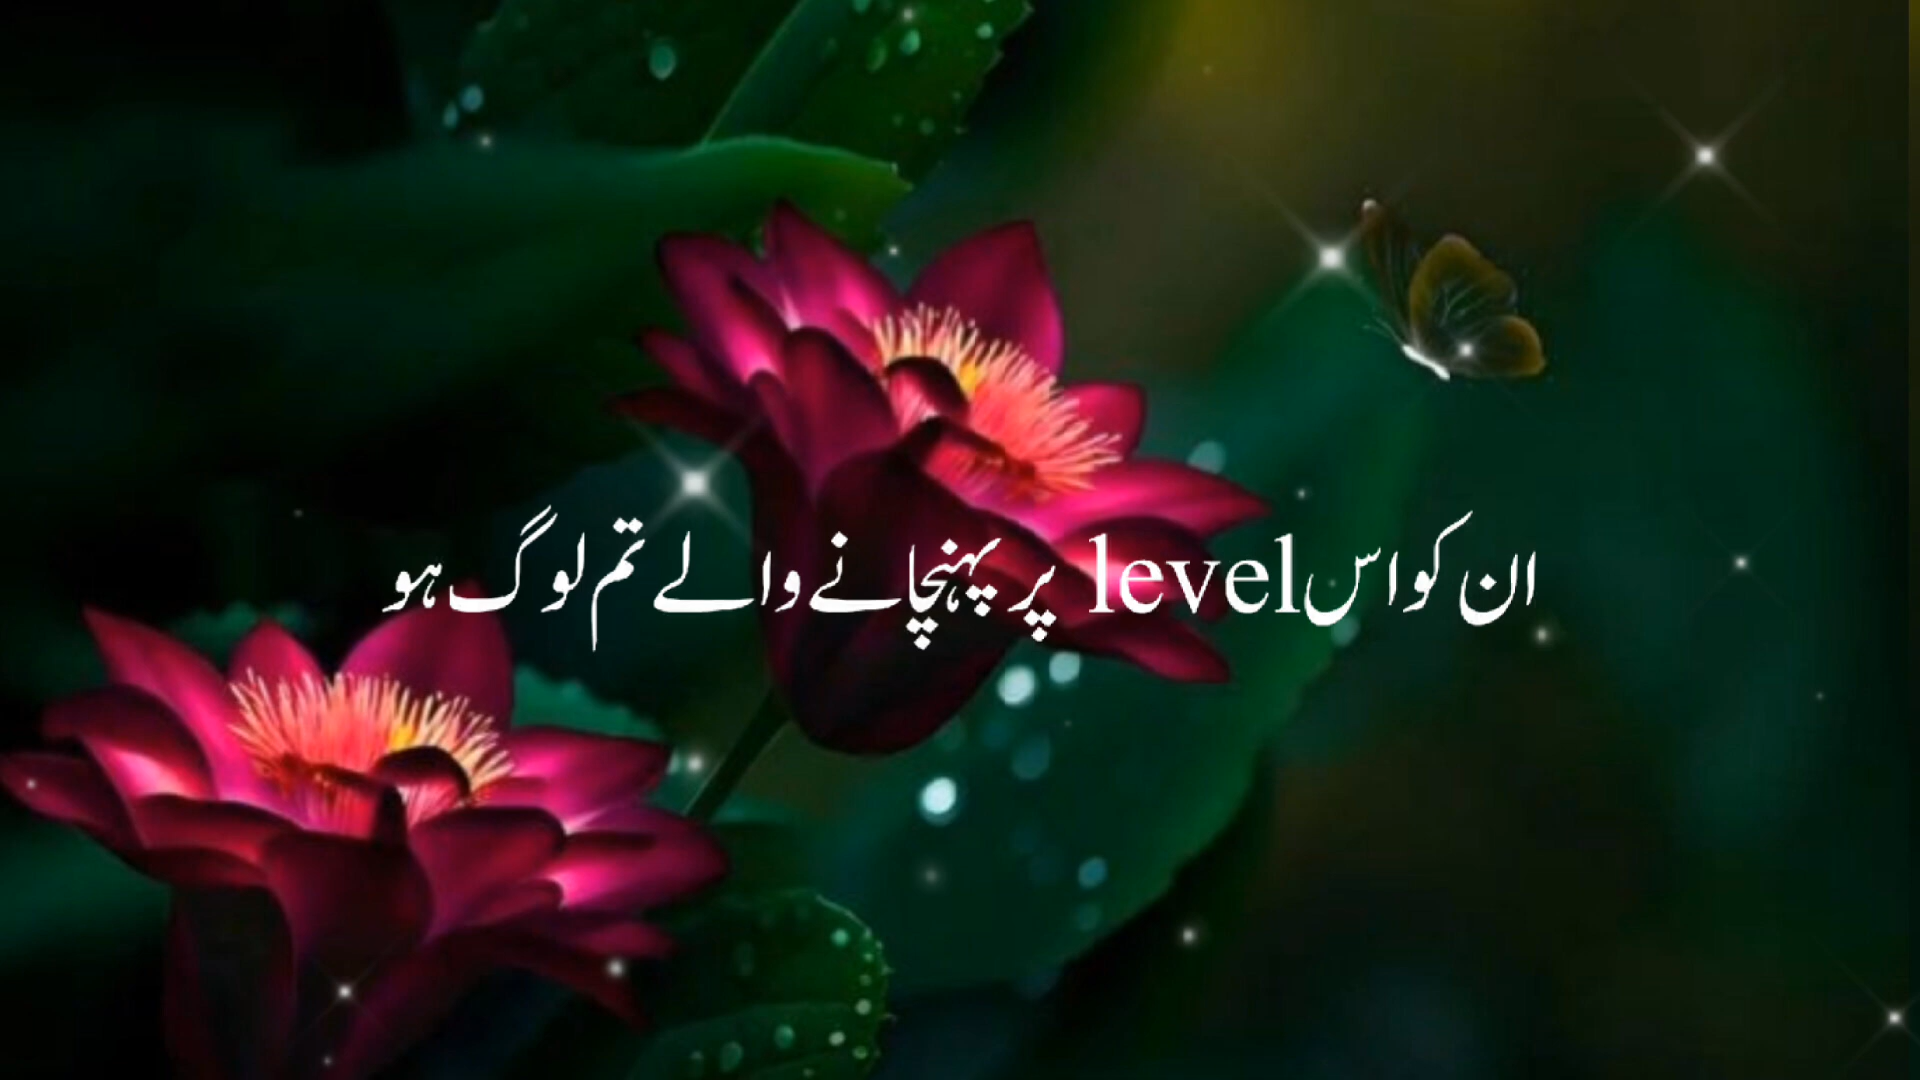 ان کو اس level پر پہنچانے والے تم لوگ ہو